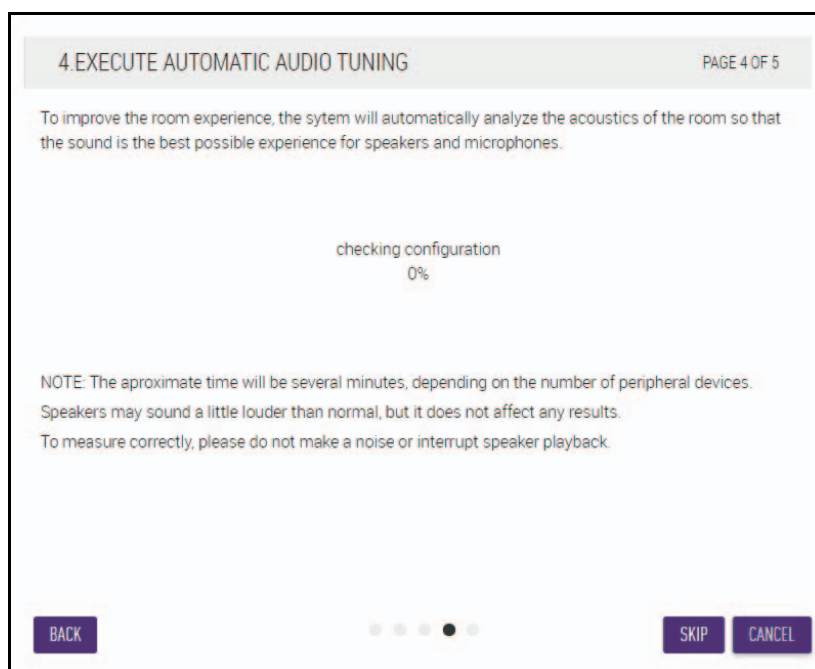 4.EXECUTE AUTOMATIC AUDIO TUNING PAGE 4 OF 5
To improve the room experience, the sytem will automatically analyze the acoustics of the room so that
the sound is the best possible experience for speakers and microphones.
checking configuration
0%
NOTE: The aproximate time will be several minutes, depending on the number of peripheral devices.
Speakers may sound a little louder than normal, but it does not affect any results.
To measure correctly, please do not make a noise or interrupt speaker playback.
BACK SKIP CANCEL